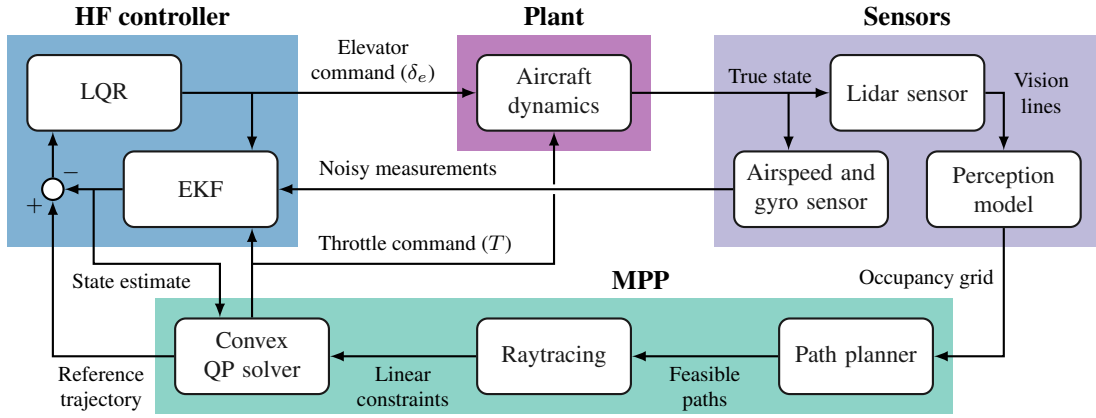 HF controller
Plant
Sensors
LQR
Elevator
command (δₑ)
Aircraft
dynamics
True state
Lidar sensor
Vision
lines
−
+
EKF
Noisy measurements
Airspeed and
gyro sensor
Perception
model
Throttle command (T)
State estimate
MPP
Occupancy grid
Convex
QP solver
Raytracing
Path planner
Reference
trajectory
Linear
constraints
Feasible
paths